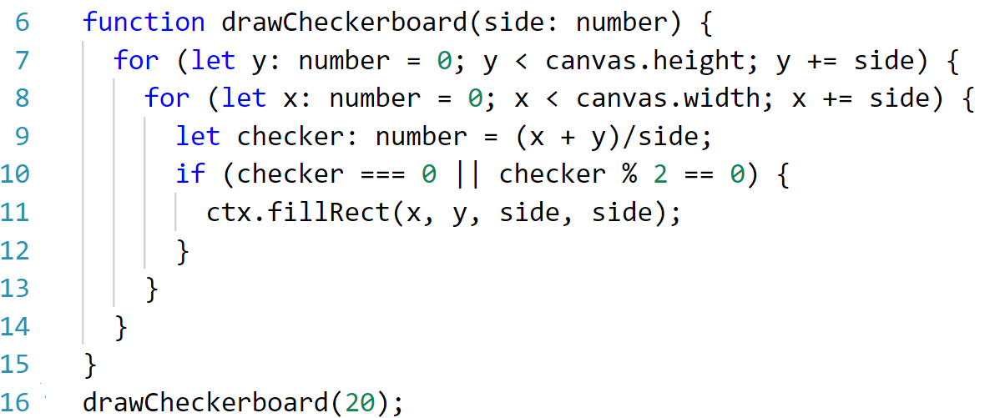 6 function drawCheckerboard(side: number) {
7 for (let y: number = 0; y < canvas.height; y += side) {
8 for (let x: number = 0; x < canvas.width; x += side) {
9 let checker: number = (x + y)/side;
10 if (checker === 0 || checker % 2 == 0) {
11 ctx.fillRect(x, y, side, side);
12 }
13 }
14 }
15 }
16 drawCheckerboard(20);